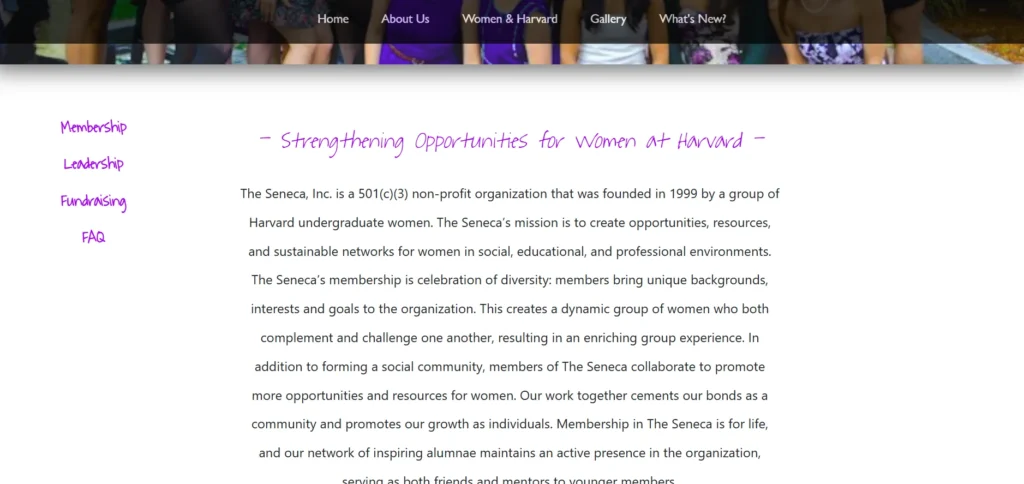 Home About Us Women & Harvard Gallery What's New?
Membership
Leadership
Fundraising
FAQ
– Strengthening Opportunities for Women at Harvard –
The Seneca, Inc. is a 501(c)(3) non-profit organization that was founded in 1999 by a group of
Harvard undergraduate women. The Seneca's mission is to create opportunities, resources,
and sustainable networks for women in social, educational, and professional environments.
The Seneca's membership is celebration of diversity: members bring unique backgrounds,
interests and goals to the organization. This creates a dynamic group of women who both
complement and challenge one another, resulting in an enriching group experience. In
addition to forming a social community, members of The Seneca collaborate to promote
more opportunities and resources for women. Our work together cements our bonds as a
community and promotes our growth as individuals. Membership in The Seneca is for life,
and our network of inspiring alumnae maintains an active presence in the organization,
serving as both friends and mentors to younger members.